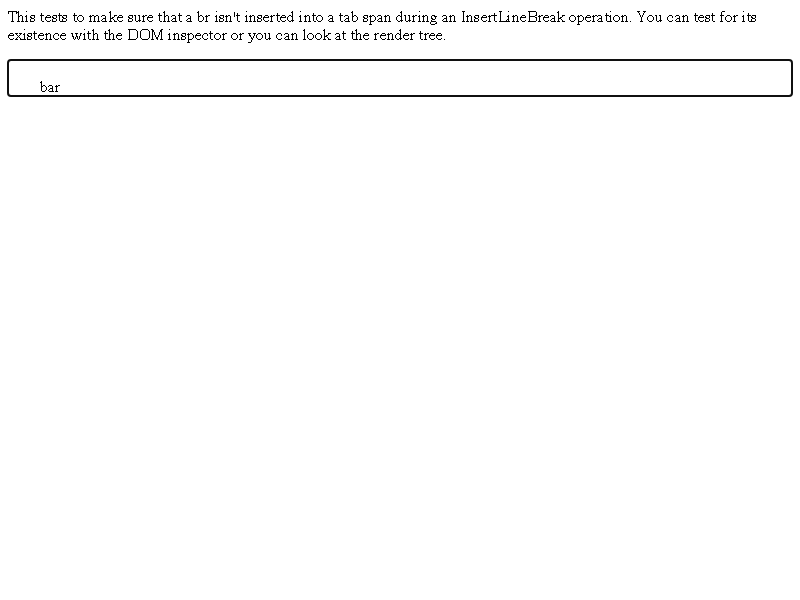 This tests to make sure that a br isn't inserted into a tab span during an InsertLineBreak operation. You can test for its
existence with the DOM inspector or you can look at the render tree.
bar